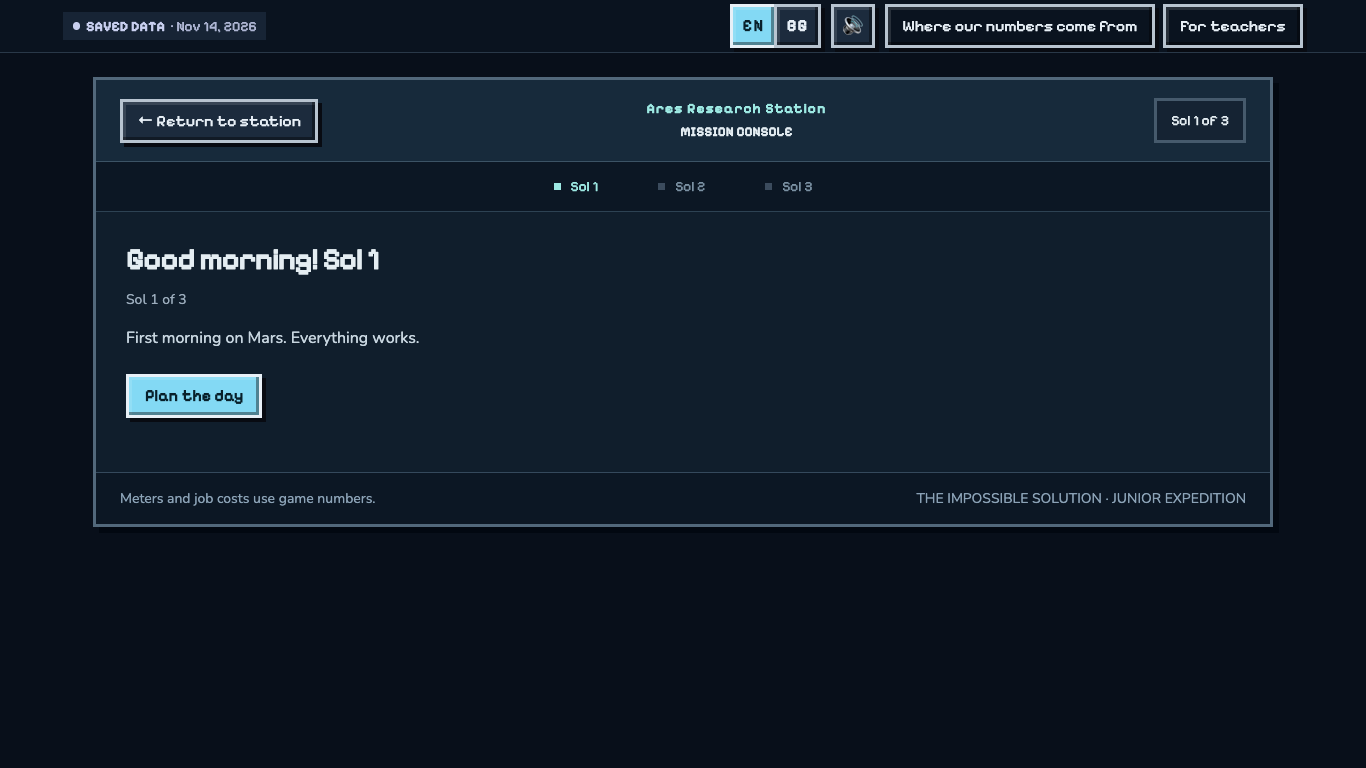 SAVED DATA · Nov 14, 2026
EN
Where our numbers come from
For teachers
← Return to station
Ares Research Station
MISSION CONSOLE
Sol 1 of 3
Sol 1
Sol 2
Sol 3
Good morning! Sol 1
Sol 1 of 3
First morning on Mars. Everything works.
Plan the day
Meters and job costs use game numbers.
THE IMPOSSIBLE SOLUTION · JUNIOR EXPEDITION